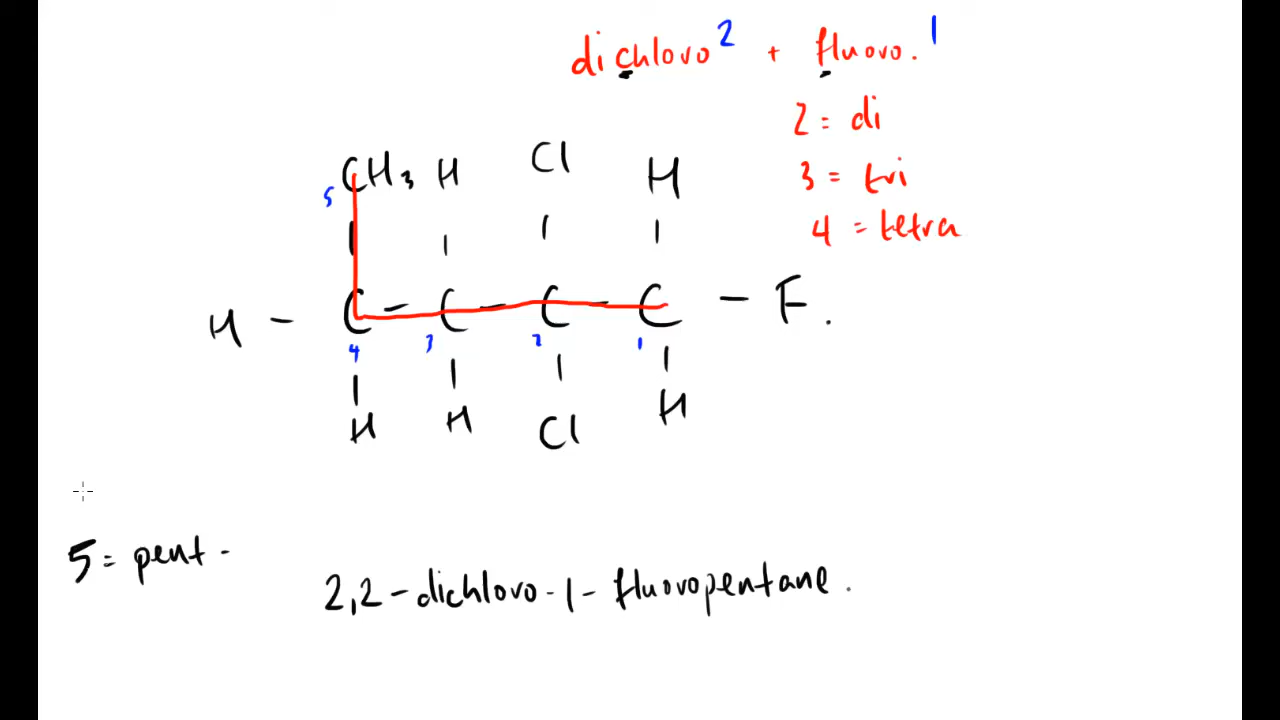 dichloro² + fluoro.¹
2 = di
3 = tri
4 = tetra
CH₃ H Cl H
5
H - C - C - C - C - F.
4 3 2 1
H H Cl H
5 = pent -
2,2-dichloro-1-fluoropentane.